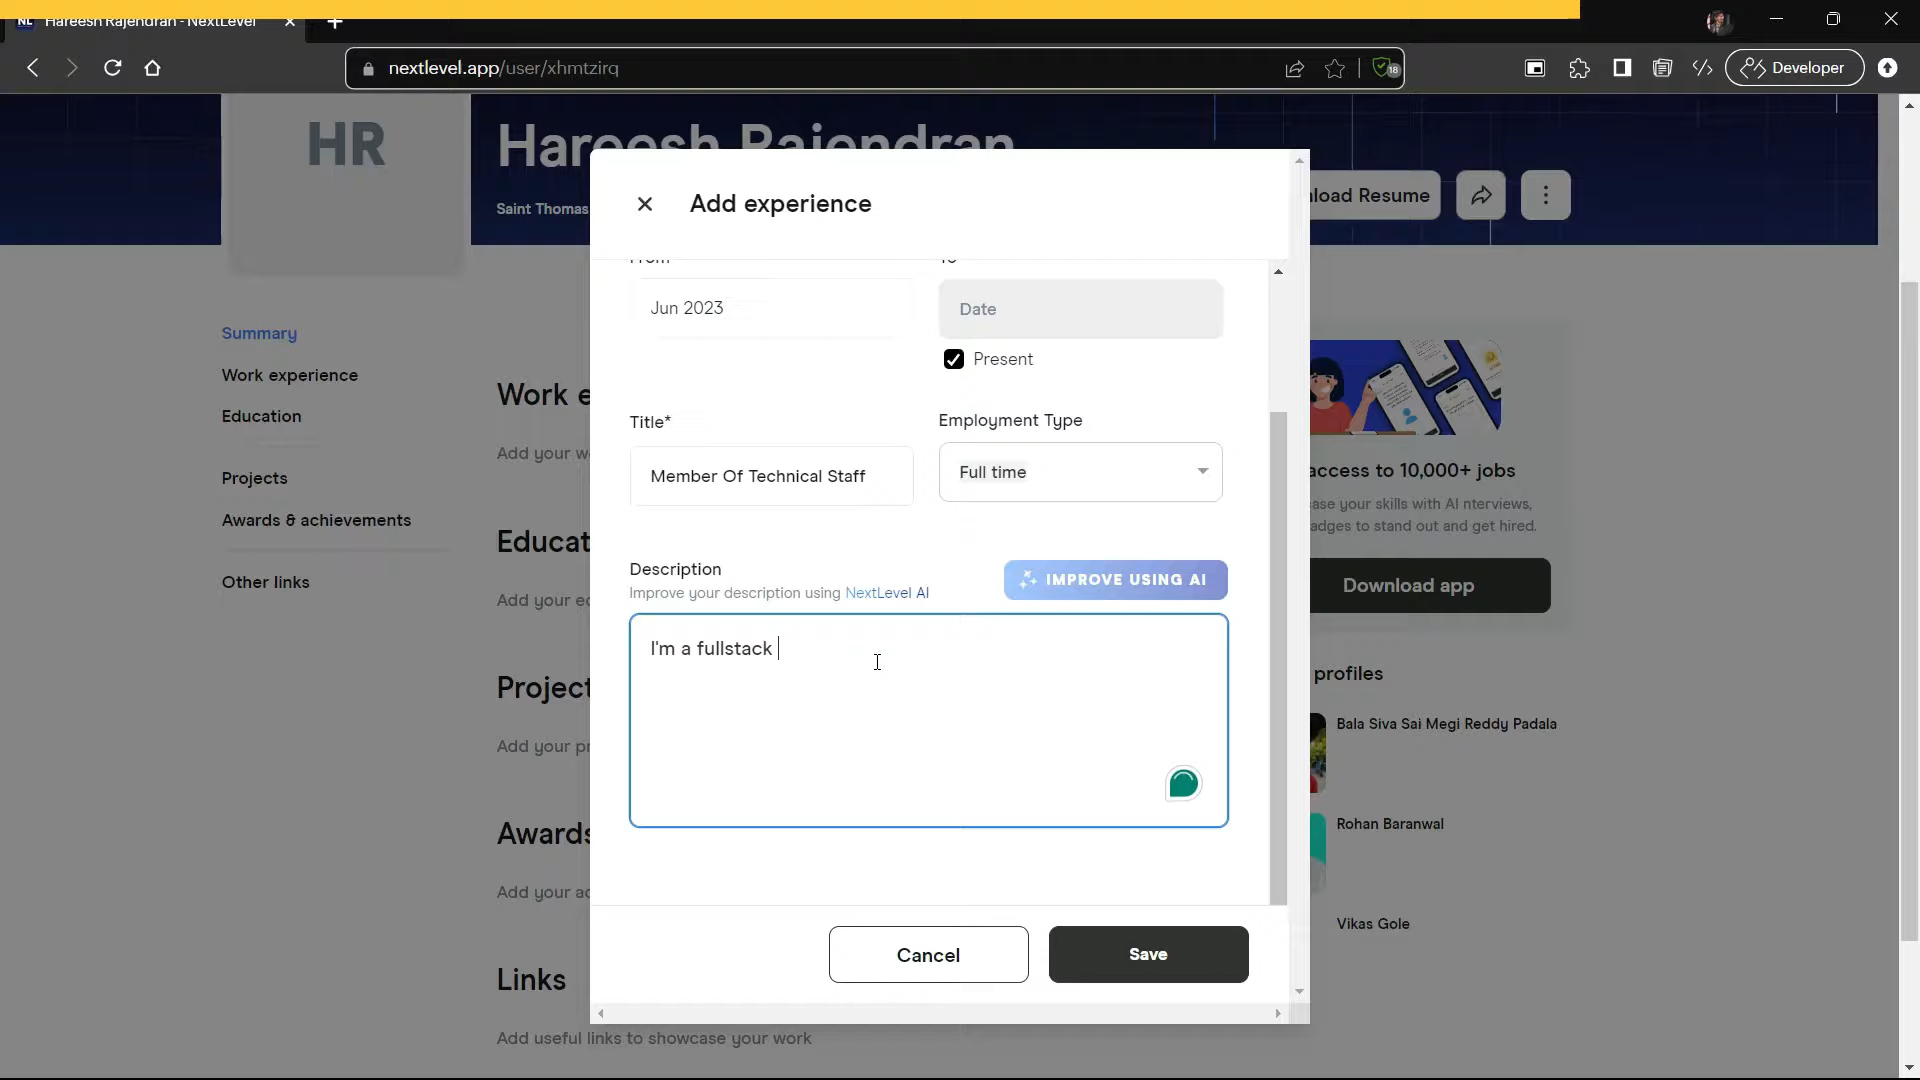 NL Hareesh Rajendran - NextLevel
nextlevel.app/user/xhmtzirq
18
Developer
HR
Hareesh Rajendran
Saint Thomas
load Resume
Add experience
From
To
Jun 2023
Date
Present
Title*
Employment Type
Member Of Technical Staff
Full time
Description
Improve your description using NextLevel AI
IMPROVE USING AI
I'm a fullstack
Cancel
Save
Summary
Work experience
Education
Projects
Awards & achievements
Other links
Work e
Add your w
Educat
Add your e
Project
Add your pr
Awards
Add your a
Links
Add useful links to showcase your work
access to 10,000+ jobs
ase your skills with AI nterviews,
adges to stand out and get hired.
Download app
profiles
Bala Siva Sai Megi Reddy Padala
Rohan Baranwal
Vikas Gole